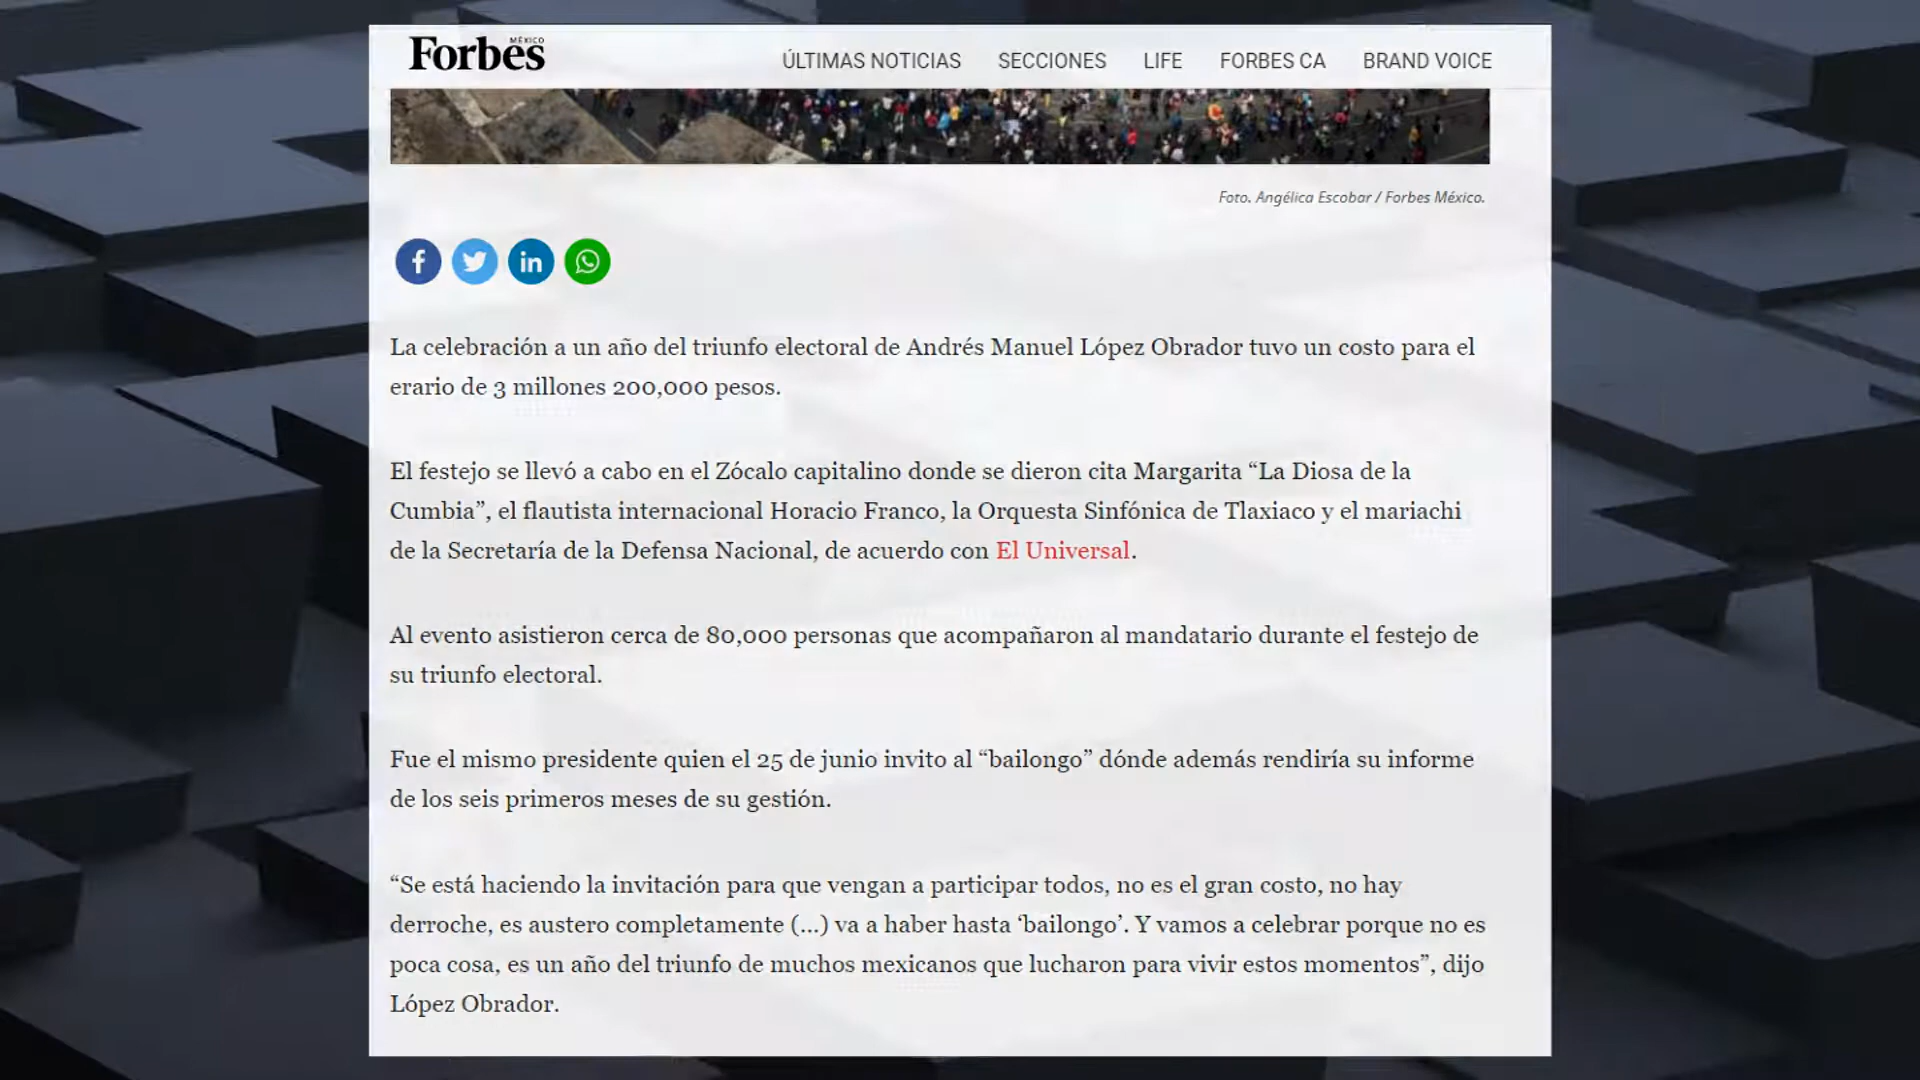 Forbes
MÉXICO
ÚLTIMAS NOTICIAS SECCIONES LIFE FORBES CA BRAND VOICE
Foto. Angélica Escobar / Forbes México.
La celebración a un año del triunfo electoral de Andrés Manuel López Obrador tuvo un costo para el
erario de 3 millones 200,000 pesos.
El festejo se llevó a cabo en el Zócalo capitalino donde se dieron cita Margarita “La Diosa de la
Cumbia”, el flautista internacional Horacio Franco, la Orquesta Sinfónica de Tlaxiaco y el mariachi
de la Secretaría de la Defensa Nacional, de acuerdo con El Universal.
Al evento asistieron cerca de 80,000 personas que acompañaron al mandatario durante el festejo de
su triunfo electoral.
Fue el mismo presidente quien el 25 de junio invito al “bailongo” dónde además rendiría su informe
de los seis primeros meses de su gestión.
“Se está haciendo la invitación para que vengan a participar todos, no es el gran costo, no hay
derroche, es austero completamente (...) va a haber hasta ‘bailongo’. Y vamos a celebrar porque no es
poca cosa, es un año del triunfo de muchos mexicanos que lucharon para vivir estos momentos”, dijo
López Obrador.